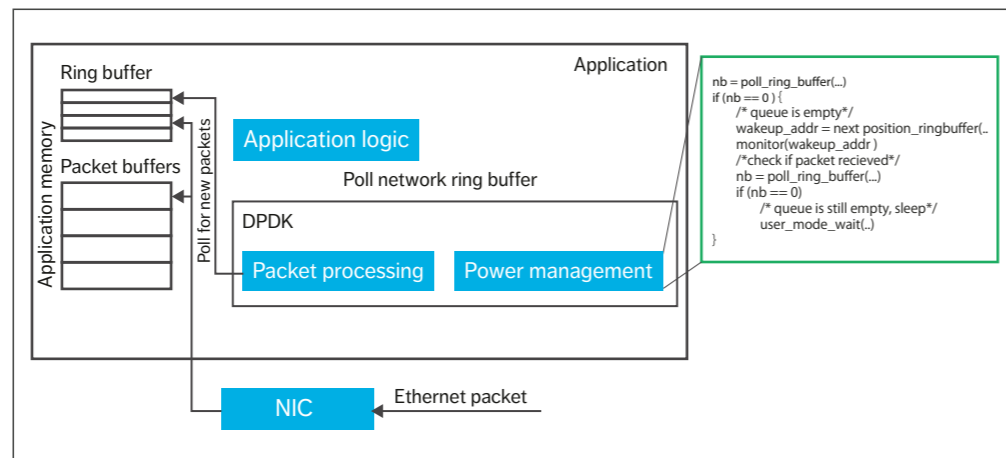 Application
Ring buffer
Application memory
Packet buffers
Poll for new packets
Application logic
Poll network ring buffer
DPDK
Packet processing
Power management
NIC
Ethernet packet
nb = poll_ring_buffer(...)
if (nb == 0 ) {
/* queue is empty*/
wakeup_addr = next position_ringbuffer(..
monitor(wakeup_addr )
/*check if packet recieved*/
nb = poll_ring_buffer(...)
if (nb == 0)
/* queue is still empty, sleep*/
user_mode_wait(..)
}